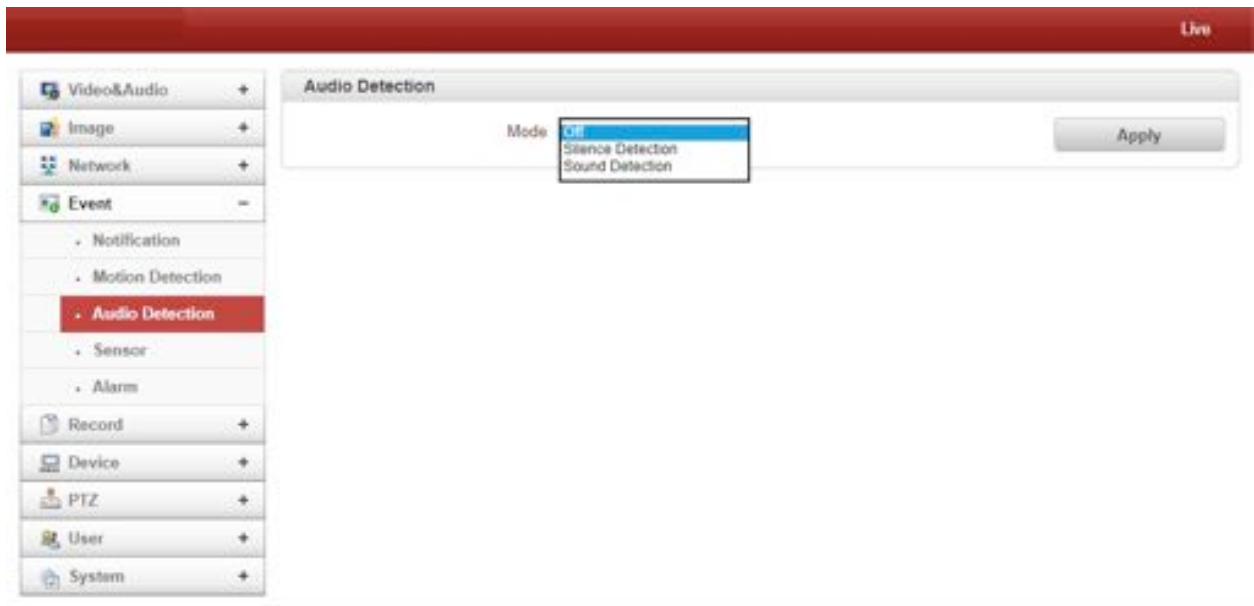 Live
Video&Audio +
Image +
Network +
Event -
Notification
Motion Detection
Audio Detection
Sensor
Alarm
Record +
Device +
PTZ +
User +
System +
Audio Detection
Mode Off
Silence Detection
Sound Detection
Apply